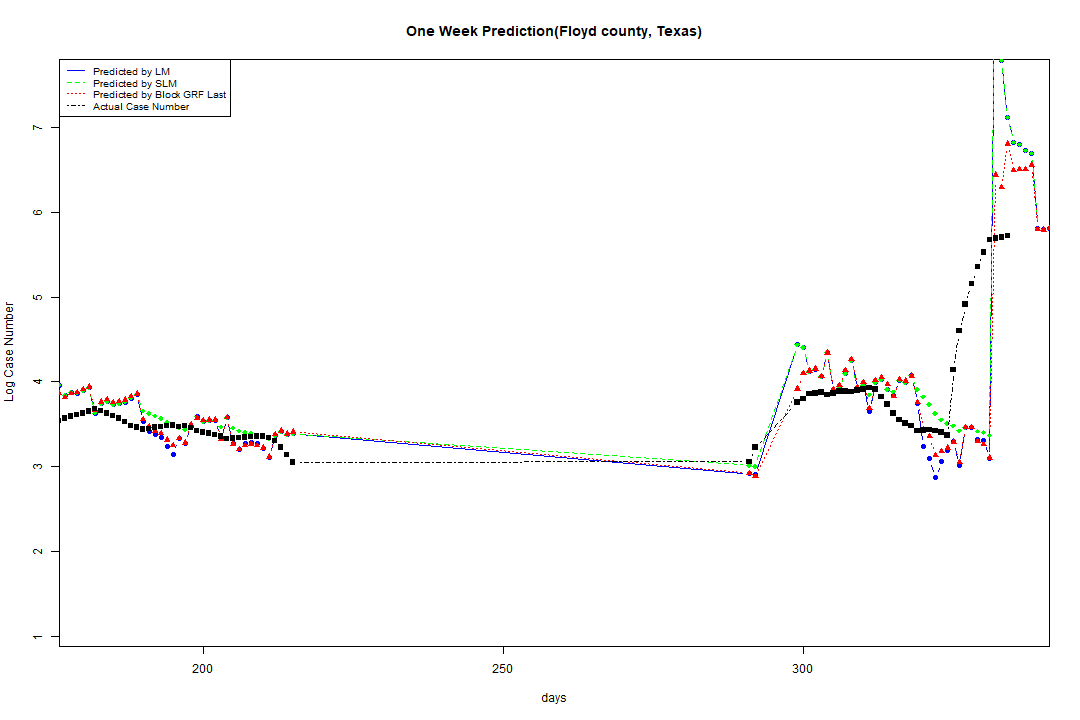 One Week Prediction(Floyd county, Texas)
Predicted by LM
Predicted by SLM
Predicted by Block GRF Last
Actual Case Number
7
6
5
4
3
2
1
Log Case Number
200
250
300
days